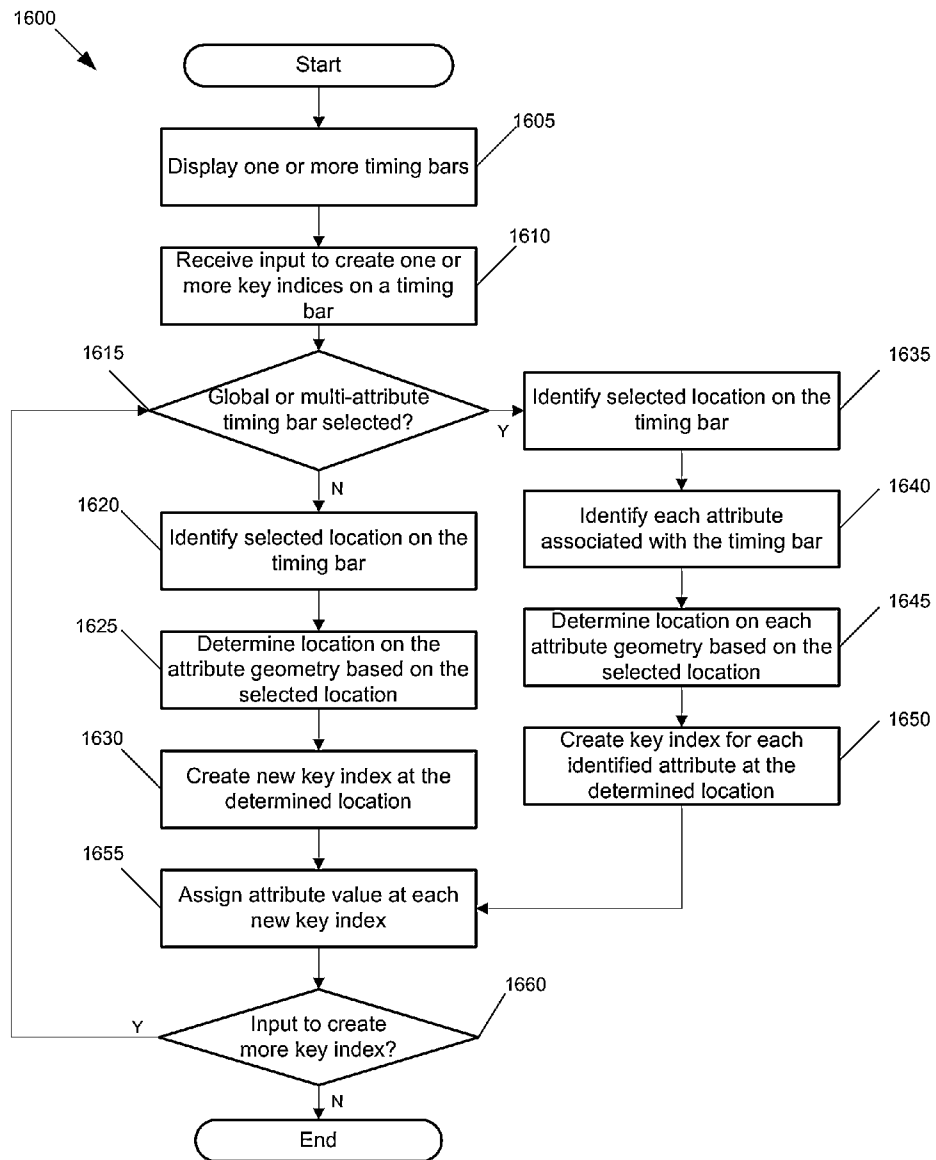 1600
Start
1605
Display one or more timing bars
1610
Receive input to create one or
more key indices on a timing
bar
1615
Global or multi-attribute
timing bar selected?
Y
N
1635
Identify selected location on the
timing bar
1640
Identify each attribute
associated with the timing bar
1645
Determine location on each
attribute geometry based on the
selected location
1650
Create key index for each
identified attribute at the
determined location
1620
Identify selected location on the
timing bar
1625
Determine location on the
attribute geometry based on the
selected location
1630
Create new key index at the
determined location
1655
Assign attribute value at each
new key index
1660
Input to create
more key index?
Y
N
End